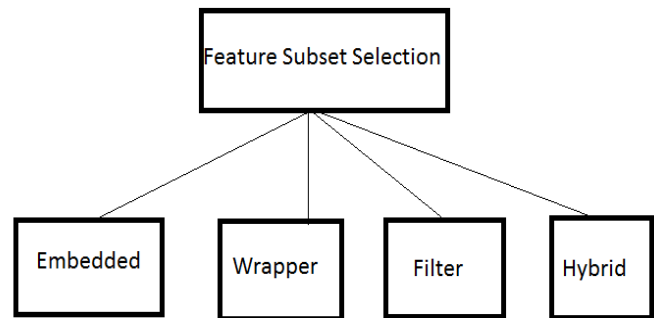 Feature Subset Selection
Embedded
Wrapper
Filter
Hybrid